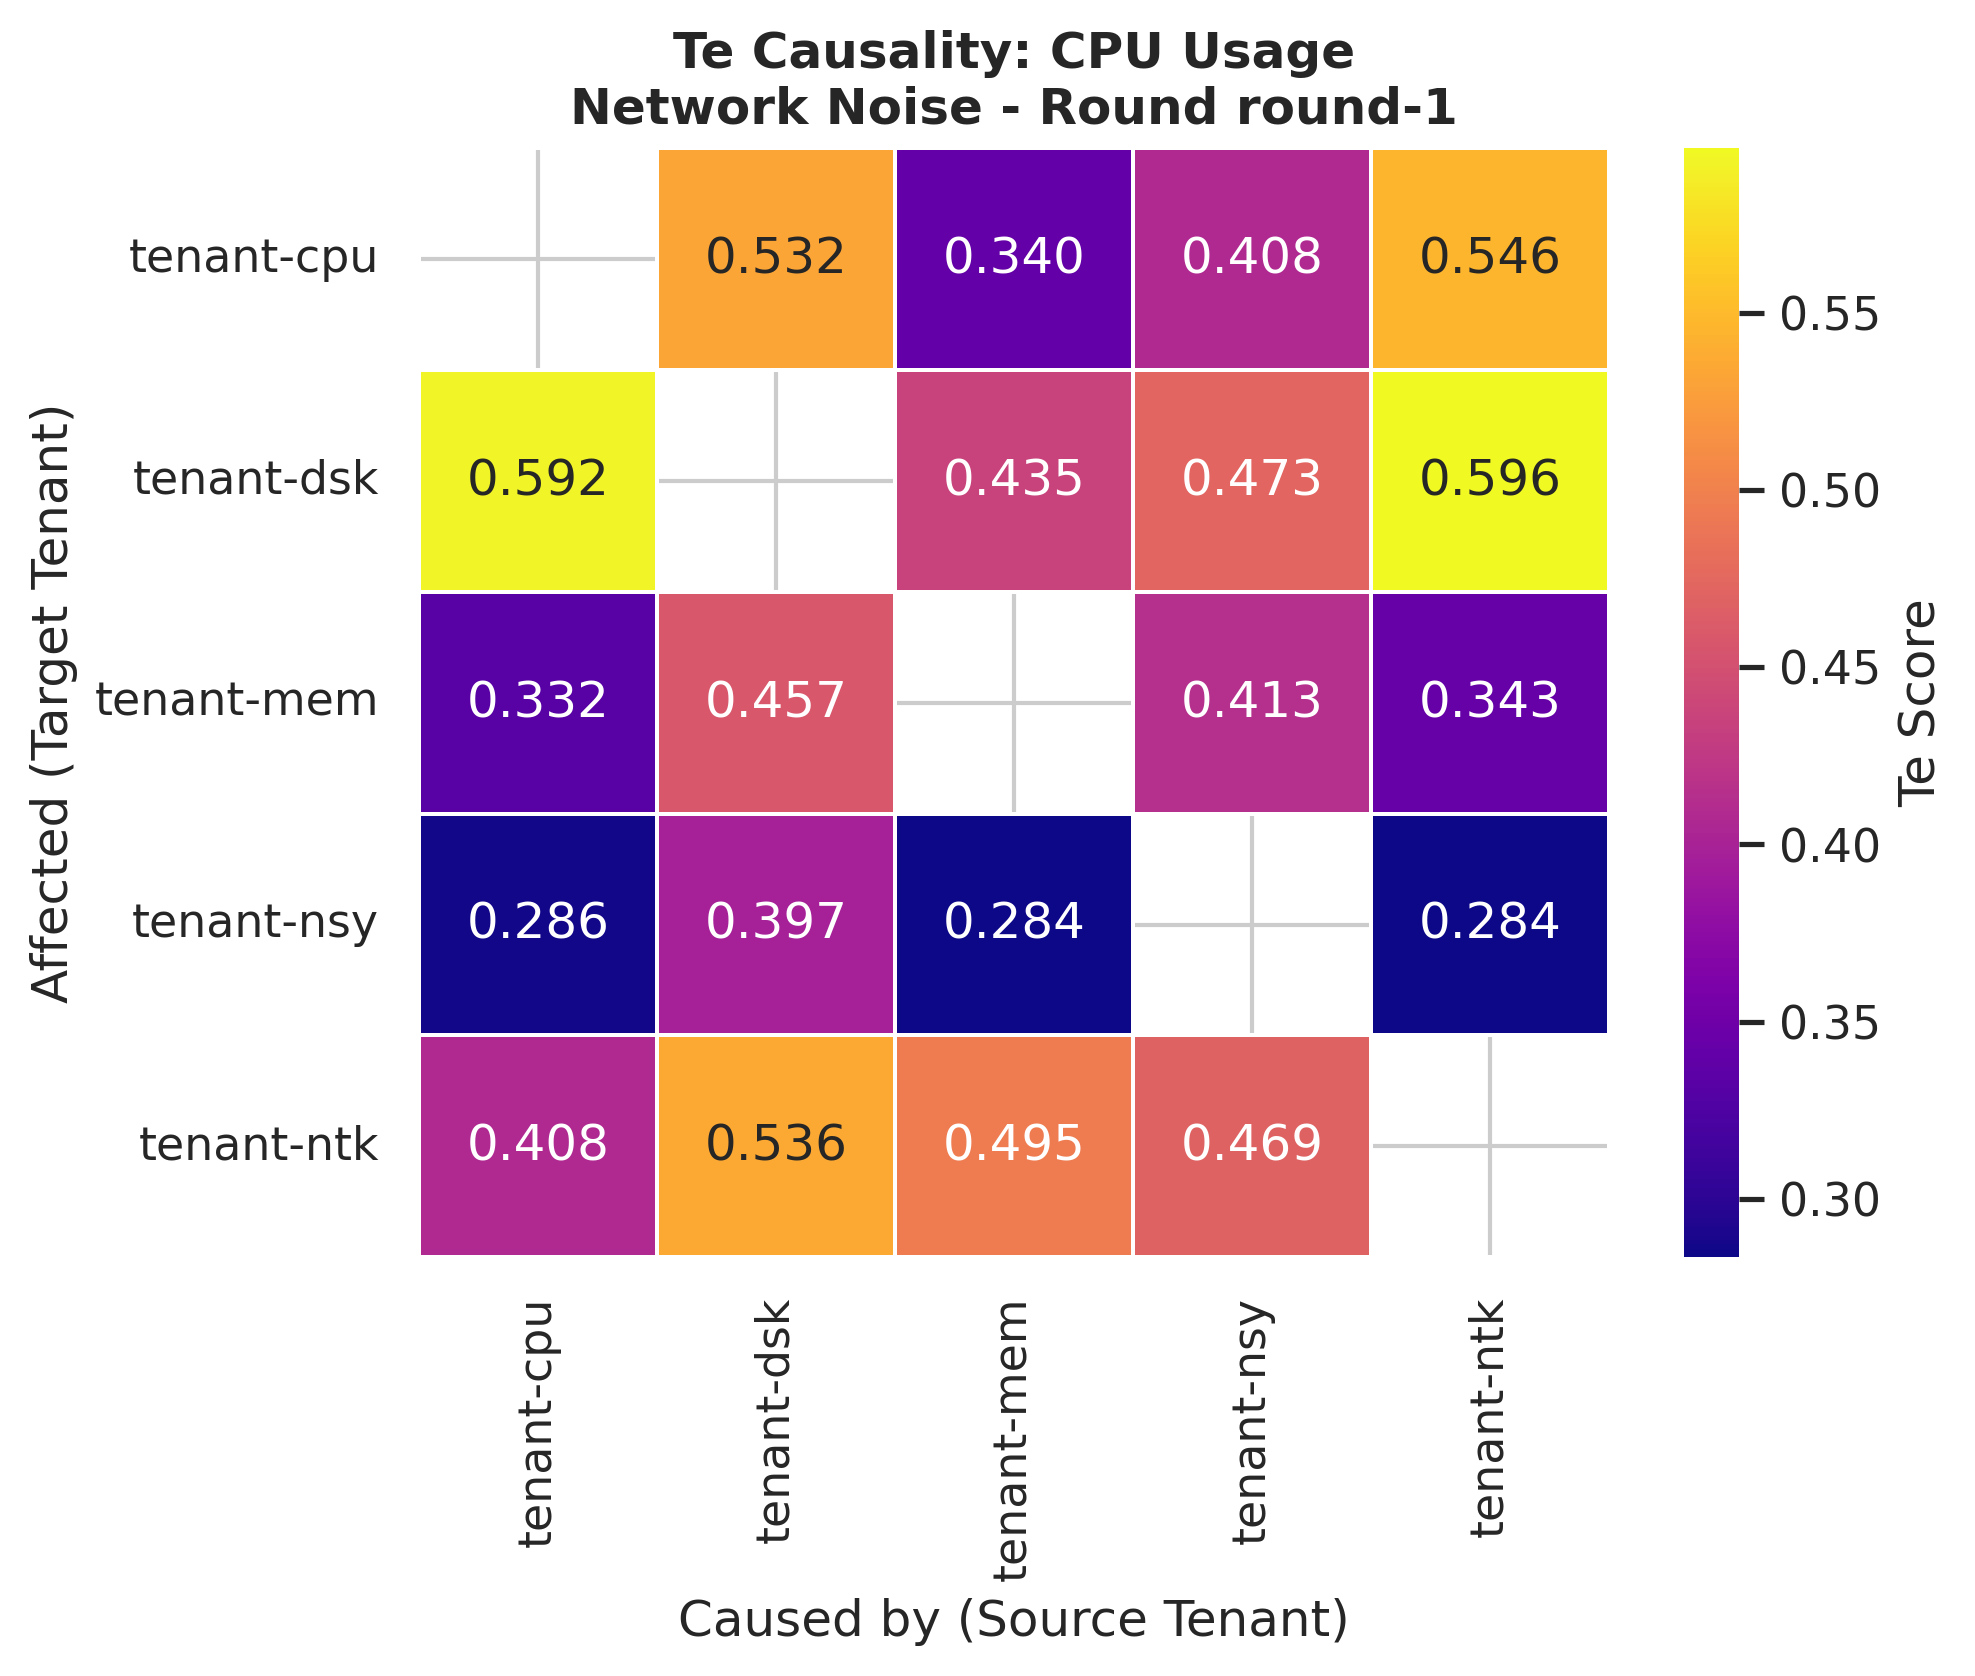 Te Causality: CPU Usage
Network Noise - Round round-1
Affected (Target Tenant)
tenant-cpu 0.532 0.340 0.408 0.546
tenant-dsk 0.592 0.435 0.473 0.596
tenant-mem 0.332 0.457 0.413 0.343
tenant-nsy 0.286 0.397 0.284 0.284
tenant-ntk 0.408 0.536 0.495 0.469
tenant-cpu
tenant-dsk
tenant-mem
tenant-nsy
tenant-ntk
Caused by (Source Tenant)
0.55
0.50
0.45
0.40
0.35
0.30
Te Score